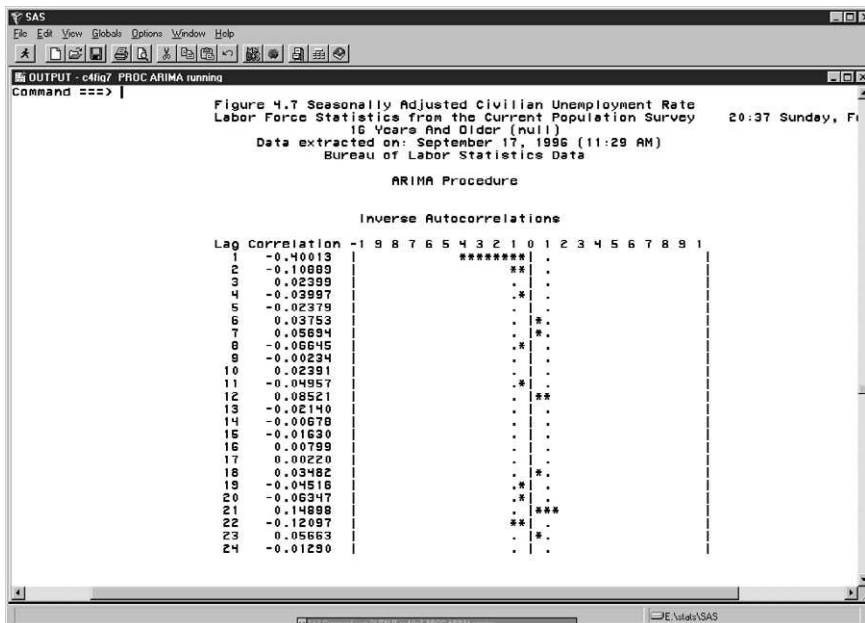 SAS
File Edit View Globals Options Window Help
OUTPUT - c4fig7 PROC ARIMA running
Command ===>
Figure 4.7 Seasonally Adjusted Civilian Unemployment Rate
Labor Force Statistics from the Current Population Survey 20:37 Sunday,
16 Years And Older (null)
Data extracted on: September 17, 1996 (11:29 AM)
Bureau of Labor Statistics Data
ARIMA Procedure
Inverse Autocorrelations
Lag Correlation -1 9 8 7 6 5 4 3 2 1 0 1 2 3 4 5 6 7 8 9 1
1 -0.40013 | ********| . |
2 -0.10889 | **| . |
3 0.02399 | . | . |
4 -0.03997 | .*| . |
5 -0.02379 | . | . |
6 0.03753 | . |*. |
7 0.05694 | . |*. |
8 -0.06645 | .*| . |
9 -0.00234 | . | . |
10 0.02391 | . | . |
11 -0.04957 | .*| . |
12 0.08521 | . |** |
13 -0.02140 | . | . |
14 -0.00678 | . | . |
15 -0.01630 | . | . |
16 0.00799 | . | . |
17 0.00220 | . | . |
18 0.03482 | . |*. |
19 -0.04516 | .*| . |
20 -0.06347 | .*| . |
21 0.14898 | . |*** |
22 -0.12097 | **| . |
23 0.05663 | . |*. |
24 -0.01290 | . | . |
E:\stats\SAS